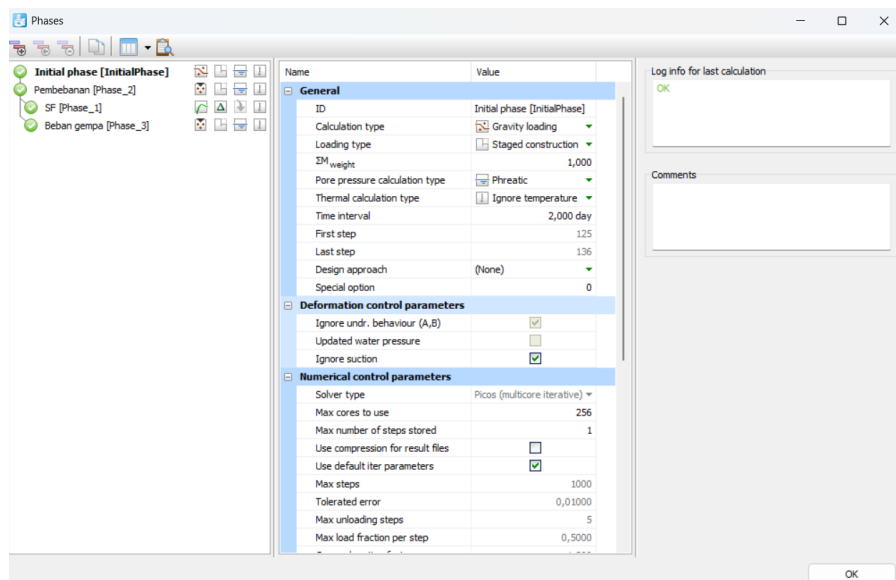 Phases
Initial phase [InitialPhase]
Pembebanan [Phase_2]
SF [Phase_1]
Beban gempa [Phase_3]
Name Value
General
ID Initial phase [InitialPhase]
Calculation type Gravity loading
Loading type Staged construction
ΣM weight 1,000
Pore pressure calculation type Phreatic
Thermal calculation type Ignore temperature
Time interval 2,000 day
First step 125
Last step 136
Design approach (None)
Special option 0
Deformation control parameters
Ignore undr. behaviour (A,B)
Updated water pressure
Ignore suction
Numerical control parameters
Solver type Picos (multicore iterative)
Max cores to use 256
Max number of steps stored 1
Use compression for result files
Use default iter parameters
Max steps 1000
Tolerated error 0,01000
Max unloading steps 5
Max load fraction per step 0,5000
Log info for last calculation
OK
Comments
OK